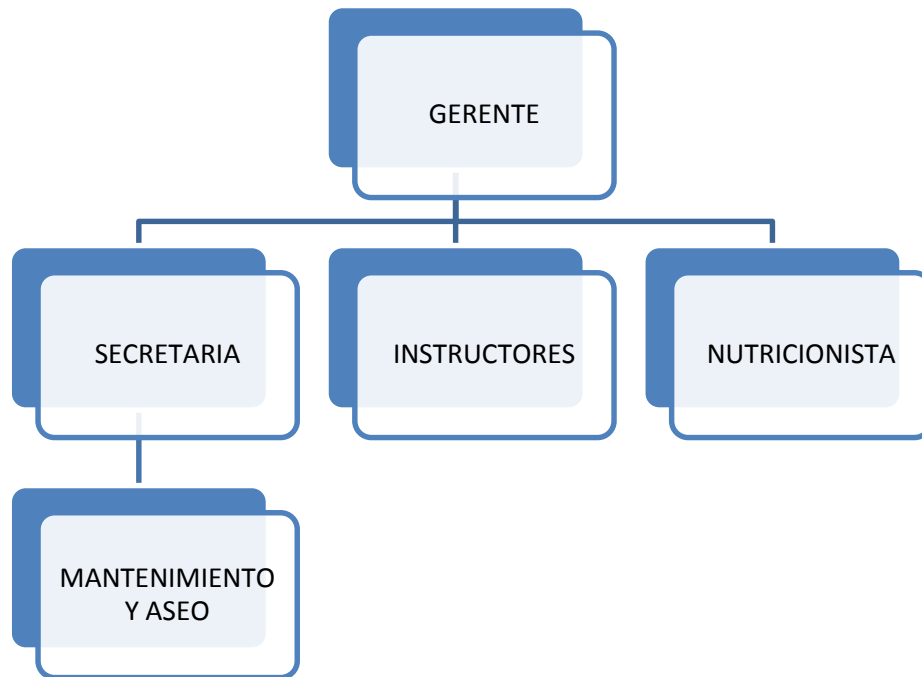 GERENTE
SECRETARIA
INSTRUCTORES
NUTRICIONISTA
MANTENIMIENTO
Y ASEO